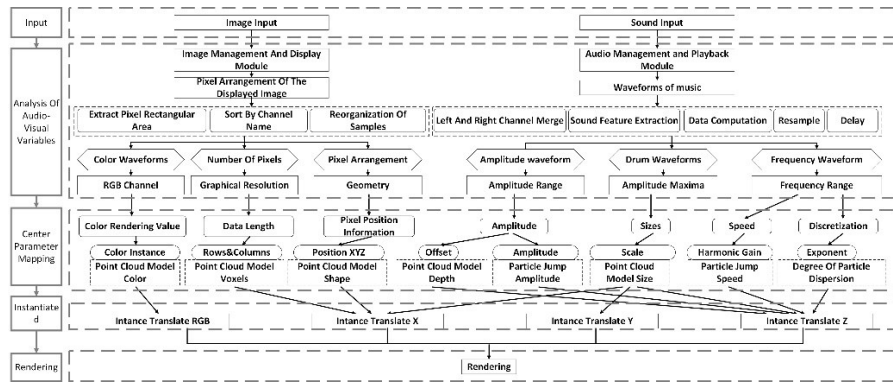 Input
Image Input
Sound Input
Analysis Of
Audio-Visual
Variables
Image Management And Display
Module
Audio Management and Playback
Module
Pixel Arrangement Of The
Displayed Image
Waveforms of music
Extract Pixel Rectangular
Area
Sort By Channel
Name
Reorganization Of
Samples
Left And Right Channel Merge
Sound Feature Extraction
Data Computation
Resample
Delay
Color Waveforms
Number Of Pixels
Pixel Arrangement
Amplitude waveform
Drum Waveforms
Frequency Waveform
RGB Channel
Graphical Resolution
Geometry
Amplitude Range
Amplitude Maxima
Frequency Range
Center
Parameter
Mapping
Color Rendering Value
Data Length
Pixel Position
Information
Amplitude
Sizes
Speed
Discretization
Color Instance
Rows&Columns
Position XYZ
Offset
Amplitude
Scale
Harmonic Gain
Exponent
Point Cloud Model
Color
Point Cloud Model
Voxels
Point Cloud Model
Shape
Point Cloud Model
Depth
Particle Jump
Amplitude
Point Cloud
Model Size
Particle Jump
Speed
Degree Of Particle
Dispersion
Instantiate
d
Intance Translate RGB
Intance Translate X
Intance Translate Y
Intance Translate Z
Rendering
Rendering